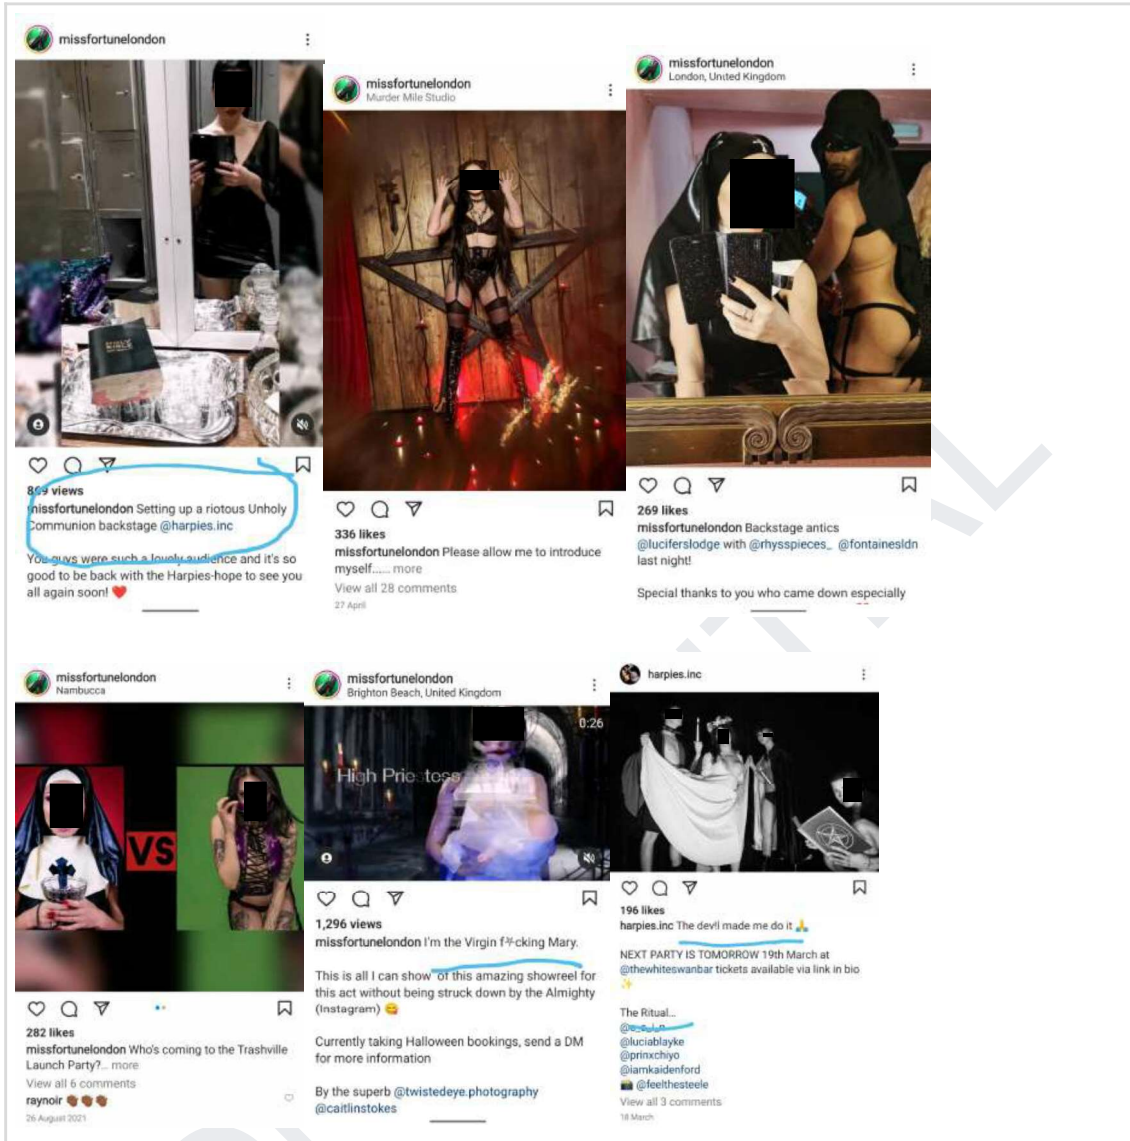 missfortunelondon
HOLY
BIBLE
869 views
missfortunelondon Setting up a riotous Unholy
Communion backstage @harpies.inc
You guys were such a lovely audience and it's so
good to be back with the Harpies-hope to see you
all again soon! ❤️
missfortunelondon
Murder Mile Studio
336 likes
missfortunelondon Please allow me to introduce
myself...... more
View all 28 comments
27 April
missfortunelondon
London, United Kingdom
269 likes
missfortunelondon Backstage antics
@luciferslodge with @rhysspieces_ @fontainesldn
last night!
Special thanks to you who came down especially
missfortunelondon
Nambucca
VS
282 likes
missfortunelondon Who's coming to the Trashville
Launch Party?... more
View all 6 comments
raynoir 👏🏾👏🏾👏🏾
26 August 2021
missfortunelondon
Brighton Beach, United Kingdom
0:26
High Priestess
1,296 views
missfortunelondon I'm the Virgin f*cking Mary.
This is all I can show of this amazing showreel for
this act without being struck down by the Almighty
(Instagram) 😋
Currently taking Halloween bookings, send a DM
for more information
By the superb @twistedeye.photography
@caitlinstokes
harpies.inc
196 likes
harpies.inc The dev!l made me do it 🙏
NEXT PARTY IS TOMORROW 19th March at
@thewhiteswanbar tickets available via link in bio
✨
The Ritual...
@luciablayke
@prinxchiyo
@iamkaidenford
📸 @feelthesteele
View all 3 comments
18 March